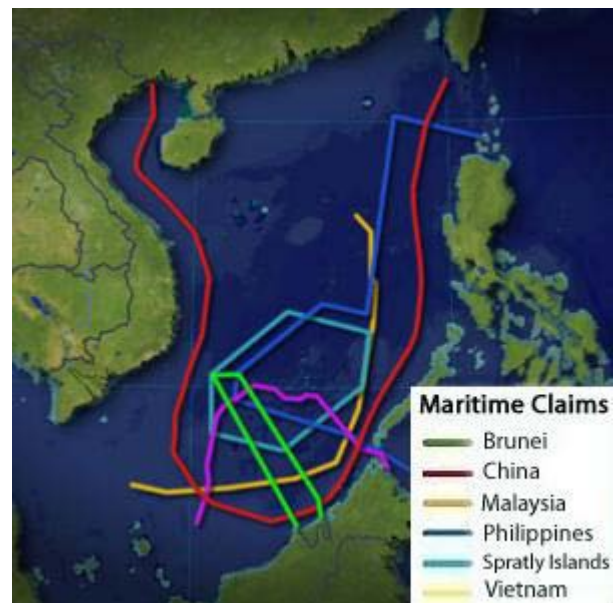 Maritime Claims
Brunei
China
Malaysia
Philippines
Spratly Islands
Vietnam